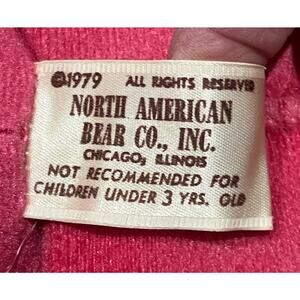 ©1979 ALL RIGHTS RESERVED
NORTH AMERICAN
BEAR CO., INC.
CHICAGO, ILLINOIS
NOT RECOMMENDED FOR
CHILDREN UNDER 3 YRS. OLD